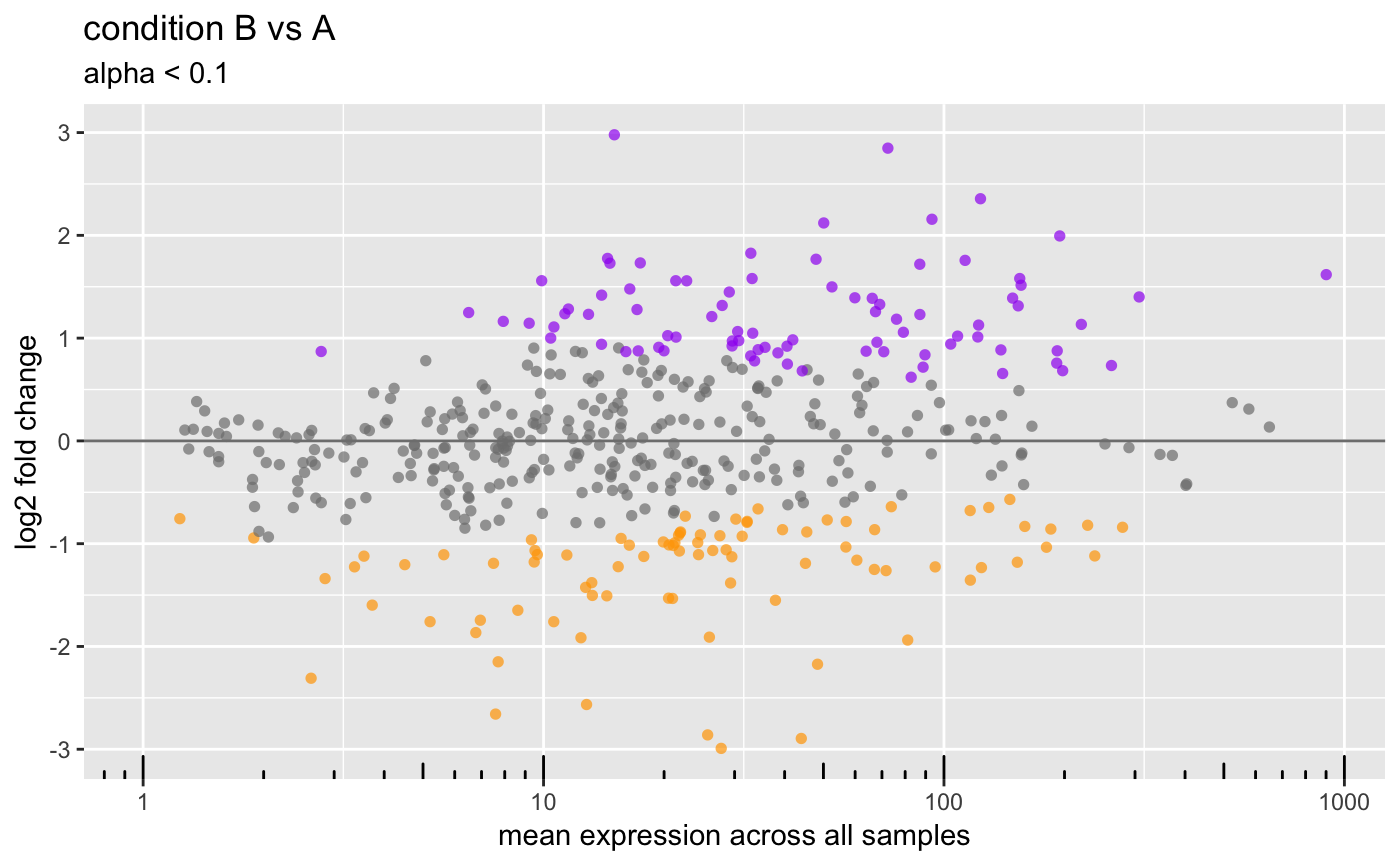 condition B vs A
alpha < 0.1
log2 fold change
3
2
1
0
-1
-2
-3
1 10 100 1000
mean expression across all samples